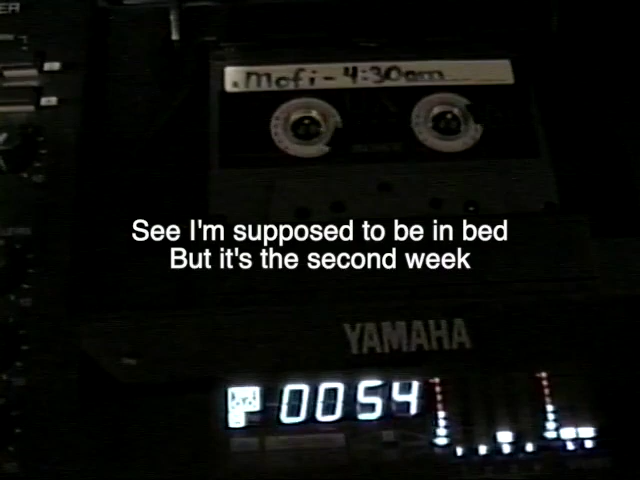 Mofi - 4:30am
See I'm supposed to be in bed
But it's the second week
YAMAHA
0054